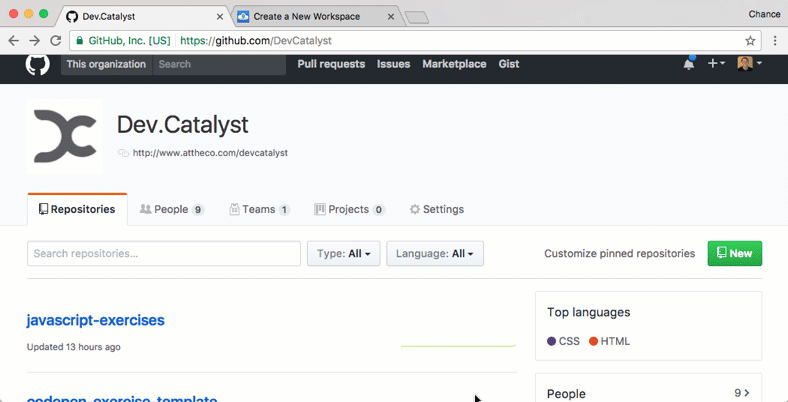 Dev.Catalyst
Create a New Workspace
Chance
GitHub, Inc. [US] https://github.com/DevCatalyst
This organization Search Pull requests Issues Marketplace Gist
Dev.Catalyst
http://www.attheco.com/devcatalyst
Repositories People 9 Teams 1 Projects 0 Settings
Search repositories... Type: All Language: All Customize pinned repositories New
javascript-exercises
Updated 13 hours ago
Top languages
CSS HTML
codepen-exercise-template
People 9